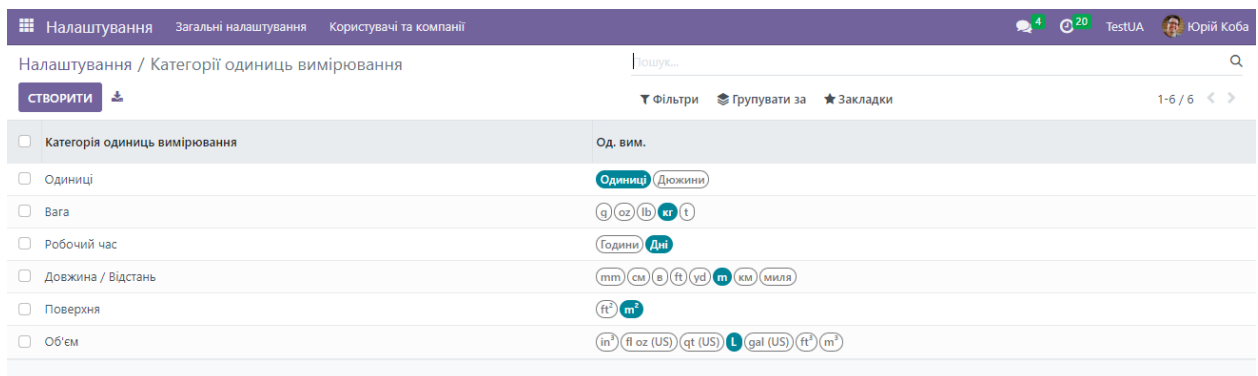 Налаштування Загальні налаштування Користувачі та компанії 4 20 TestUA Юрій Коба
Налаштування / Категорії одиниць вимірювання Пошук...
СТВОРИТИ Фільтри Групувати за Закладки 1-6 / 6
Категорія одиниць вимірювання Од. вим.
Одиниці Одиниці Дюжини
Вага g oz lb кг t
Робочий час Години Дні
Довжина / Відстань mm см в ft yd m км миля
Поверхня ft² m²
Об'єм in³ fl oz (US) qt (US) L gal (US) ft³ m³